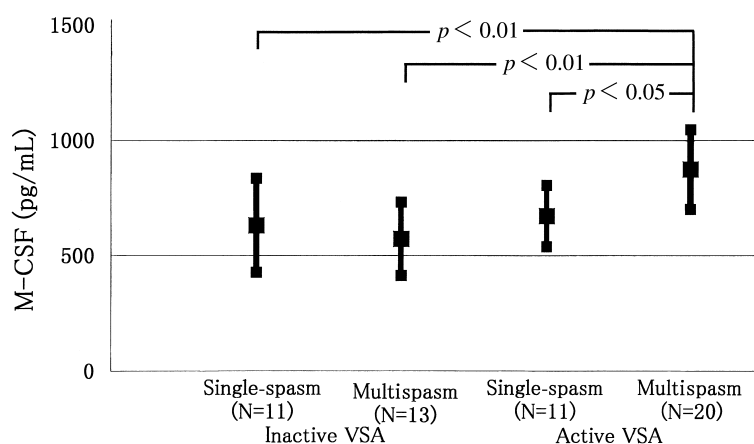 1500
p < 0.01
p < 0.01
p < 0.05
1000
500
0
M-CSF (pg/mL)
Single-spasm Multispasm Single-spasm Multispasm
(N=11) (N=13) (N=11) (N=20)
Inactive VSA Active VSA